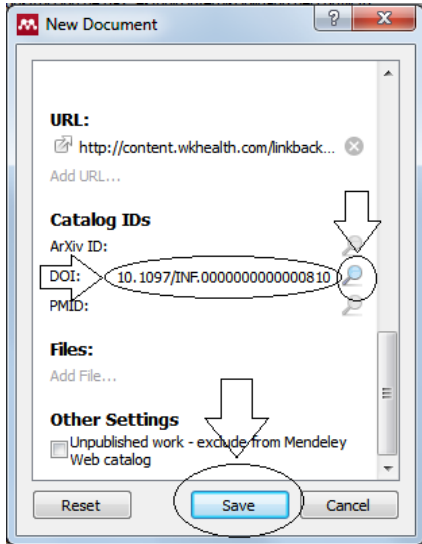 New Document
URL:
http://content.wkhealth.com/linkback...
Add URL...
Catalog IDs
ArXiv ID:
DOI: 10.1097/INF.0000000000000810
PMID:
Files:
Add File...
Other Settings
Unpublished work - exclude from Mendeley
Web catalog
Reset Save Cancel